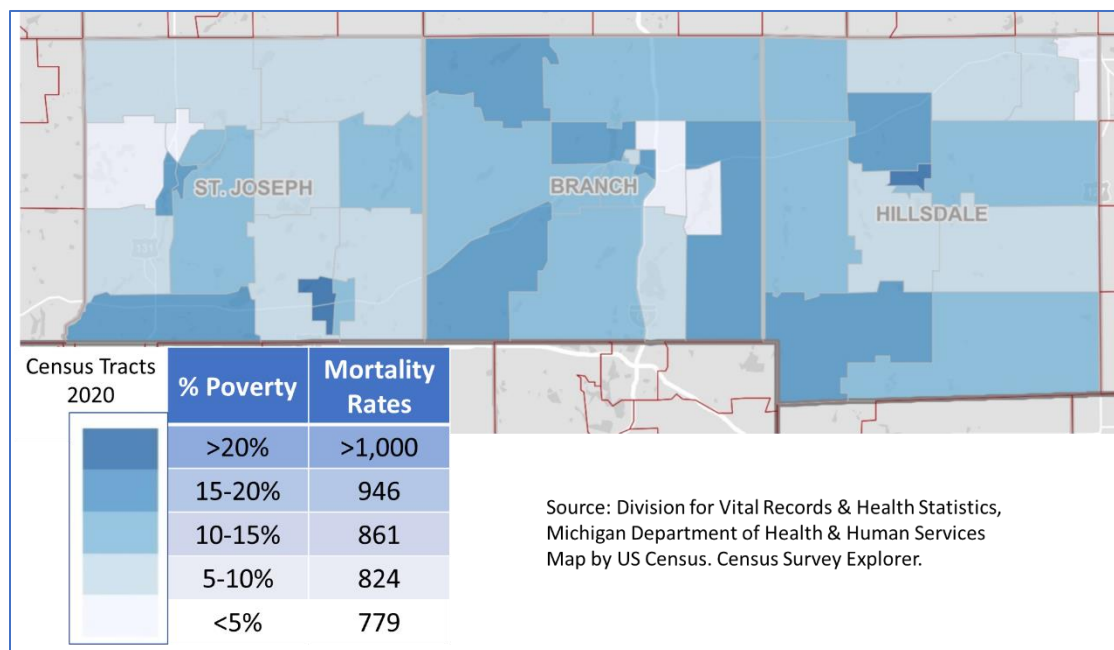 ST. JOSEPH
BRANCH
HILLSDALE
Census Tracts
2020
% Poverty
Mortality
Rates
>20%
>1,000
15-20%
946
10-15%
861
5-10%
824
<5%
779
Source: Division for Vital Records & Health Statistics,
Michigan Department of Health & Human Services
Map by US Census. Census Survey Explorer.